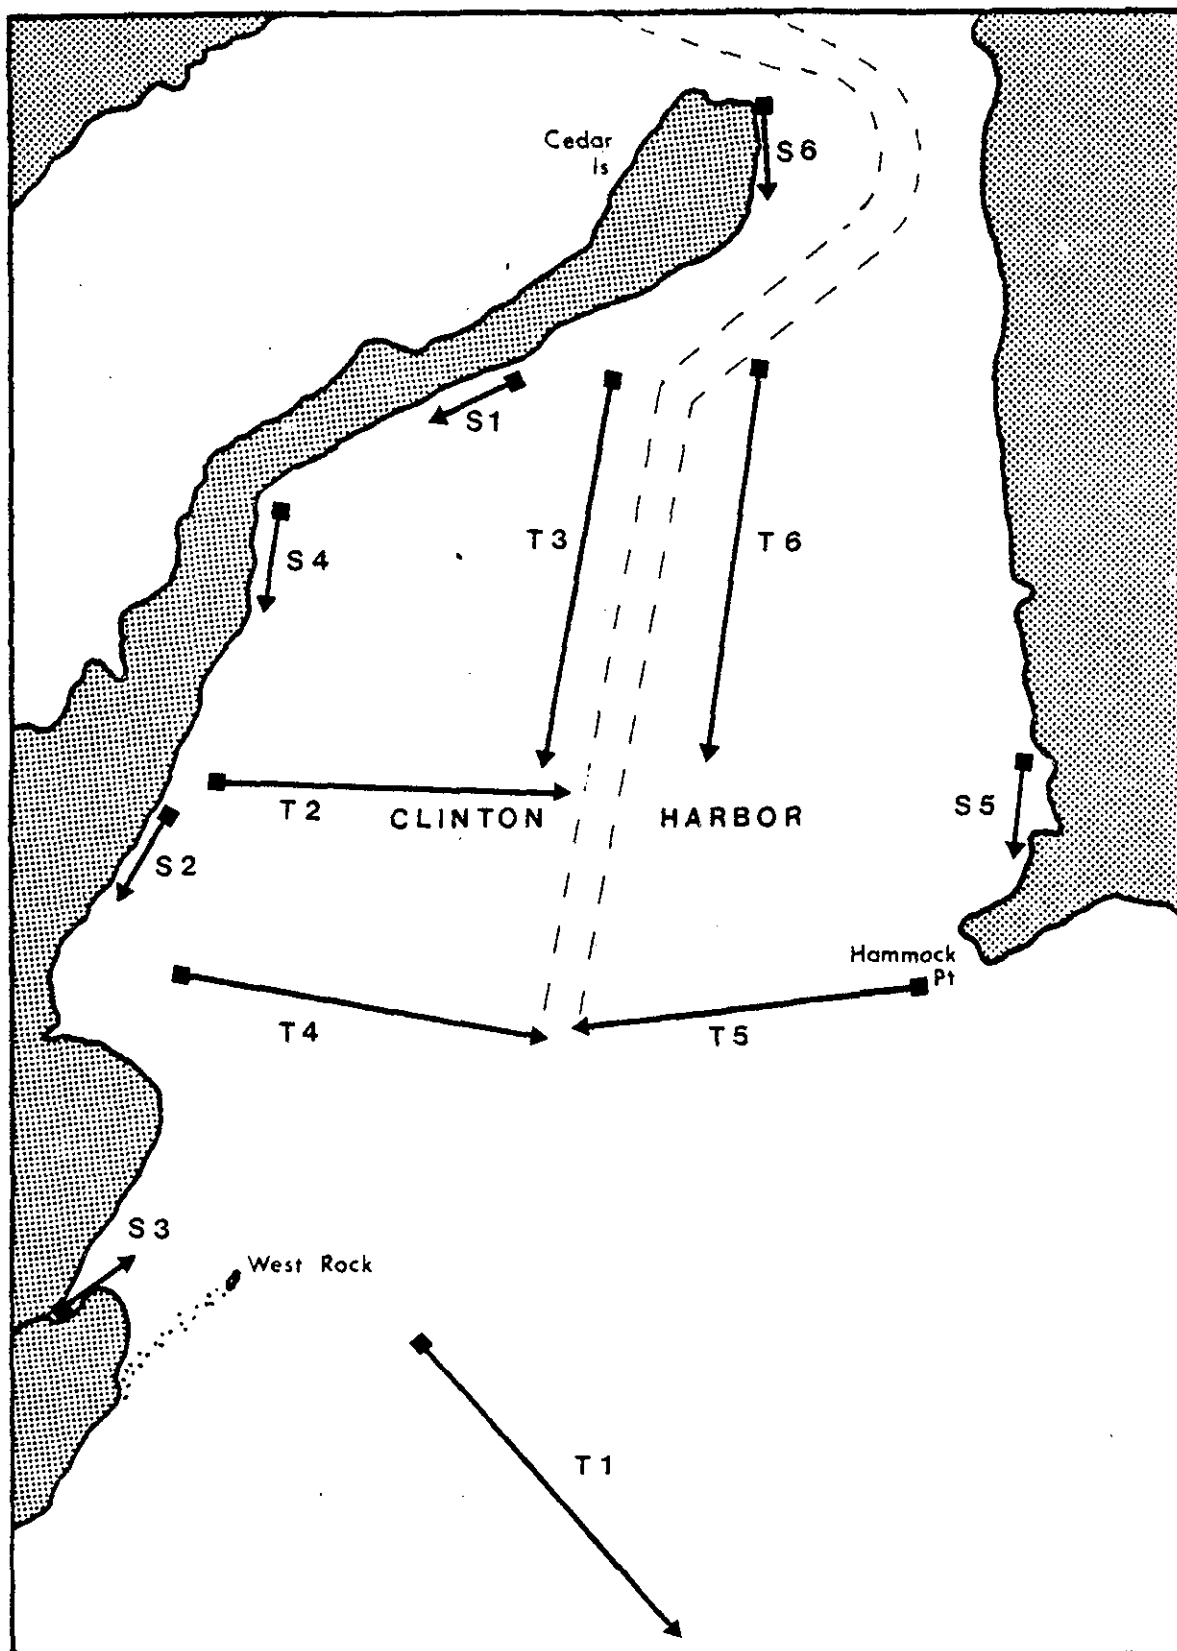 Cedar
Is
S6
S1
T3
T6
S4
T2
CLINTON HARBOR
S5
S2
Hammock
Pt
T4
T5
S3
West Rock
T1